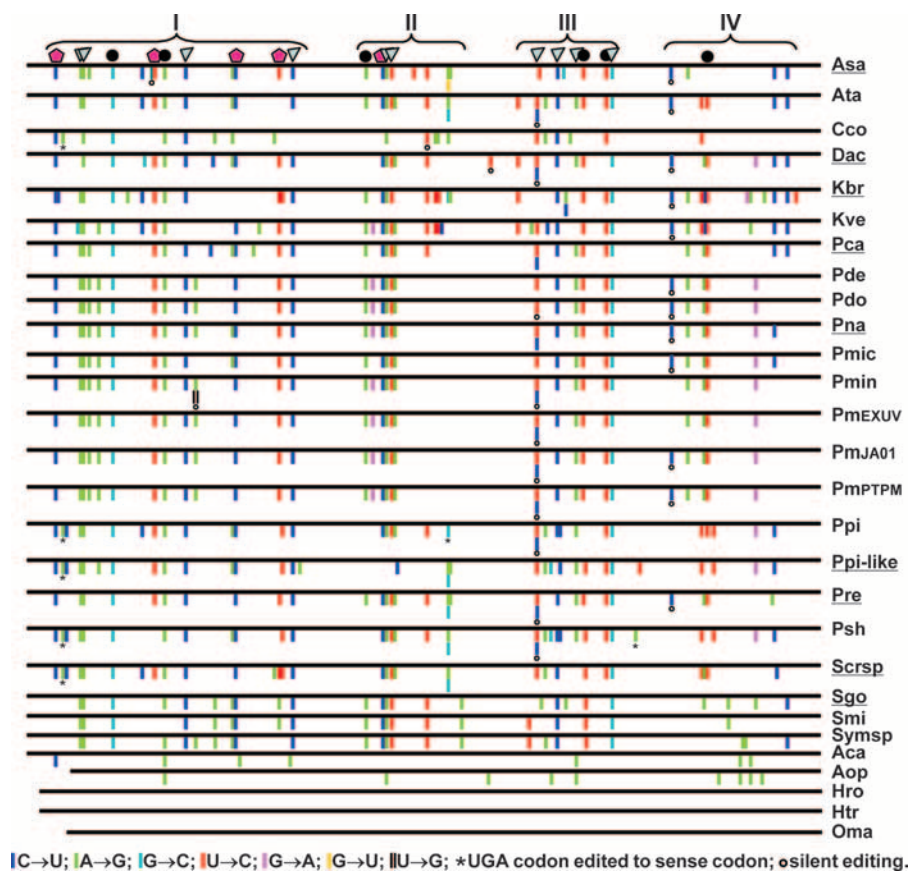 I II III IV
Asa
Ata
Cco
Dac
Kbr
Kve
Pca
Pde
Pdo
Pna
Pmic
Pmin
PmEXUV
PmJA01
PmPTPM
Ppi
Ppi-like
Pre
Psh
Scrsp
Sgo
Smi
Symsp
Aca
Aop
Hro
Htr
Oma
C→U; A→G; G→C; U→C; G→A; G→U; U→G; *UGA codon edited to sense codon; silent editing.